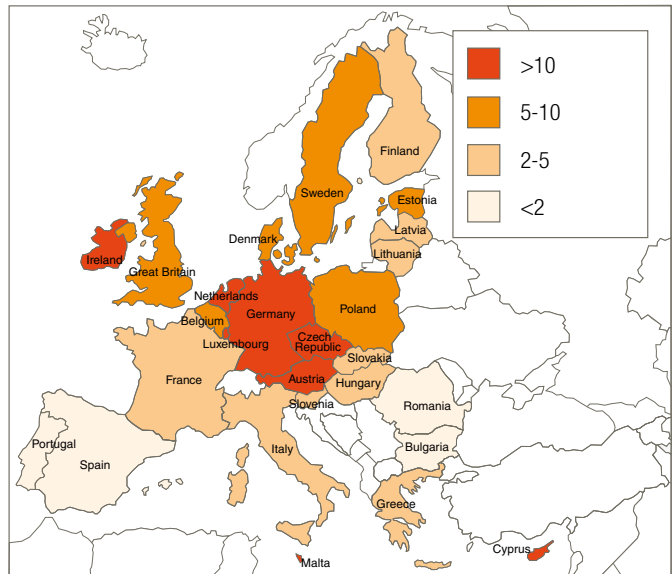 >10
5-10
2-5
<2
Finland
Sweden
Estonia
Latvia
Lithuania
Denmark
Ireland
Great Britain
Netherlands
Belgium
Germany
Poland
Luxembourg
Czech
Republic
Slovakia
France
Austria
Hungary
Slovenia
Romania
Portugal
Spain
Italy
Bulgaria
Greece
Malta
Cyprus